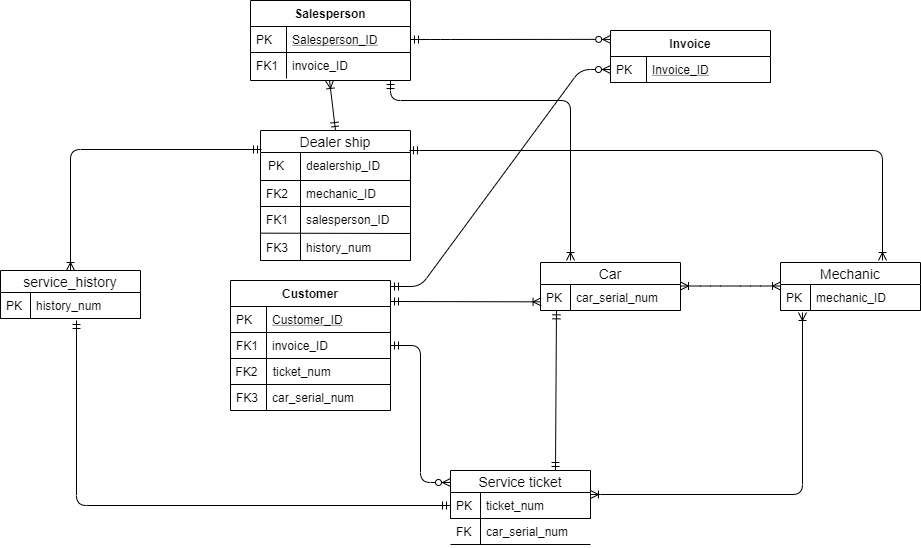 Salesperson
PK Salesperson_ID
FK1 invoice_ID
Invoice
PK Invoice_ID
Dealer ship
PK dealership_ID
FK2 mechanic_ID
FK1 salesperson_ID
FK3 history_num
service_history
PK history_num
Customer
PK Customer_ID
FK1 invoice_ID
FK2 ticket_num
FK3 car_serial_num
Car
PK car_serial_num
Mechanic
PK mechanic_ID
Service ticket
PK ticket_num
FK car_serial_num